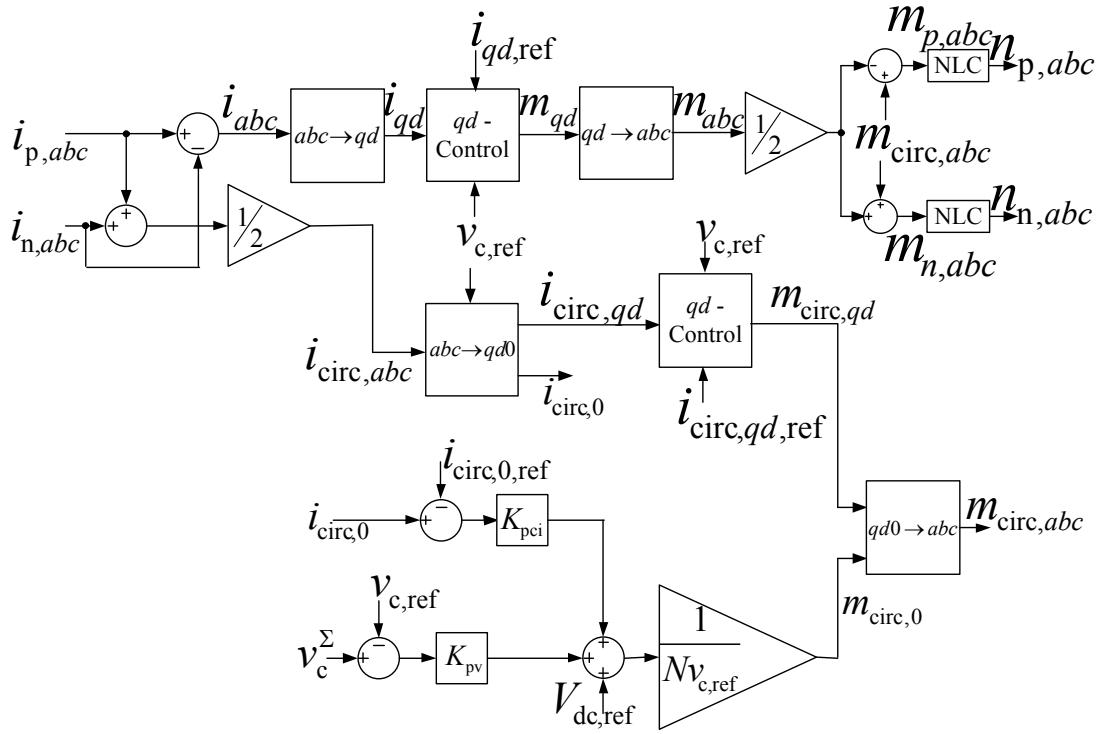 i_qd,ref
m_p,abc
n_p,abc
NLC
i_p,abc
i_abc
abc→qd
i_qd
qd -
Control
m_qd
qd→abc
m_abc
1/2
m_circ,abc
i_n,abc
1/2
v_c,ref
NLC
n_n,abc
m_n,abc
v_c,ref
i_circ,abc
abc→qd0
i_circ,qd
i_circ,0
qd -
Control
m_circ,qd
i_circ,qd,ref
i_circ,0,ref
i_circ,0
K_pci
qd0→abc
m_circ,abc
v_c,ref
v_c^Σ
K_pv
V_dc,ref
1
Nv_c,ref
m_circ,0